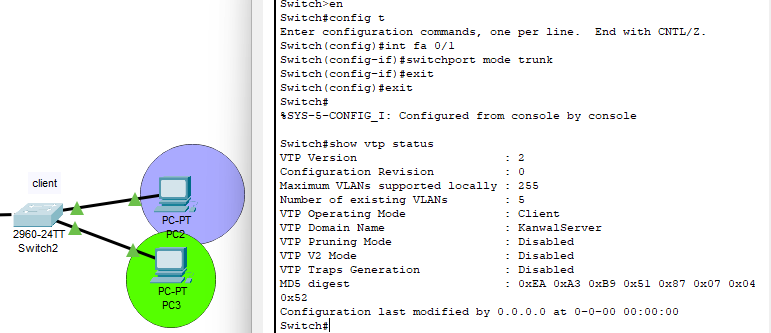 client
2960-24TT
Switch2
PC-PT
PC2
PC-PT
PC3
Switch>en
Switch#config t
Enter configuration commands, one per line.  End with CNTL/Z.
Switch(config)#int fa 0/1
Switch(config-if)#switchport mode trunk
Switch(config-if)#exit
Switch(config)#exit
Switch#
%SYS-5-CONFIG_I: Configured from console by console
Switch#show vtp status
VTP Version                     : 2
Configuration Revision          : 0
Maximum VLANs supported locally : 255
Number of existing VLANs        : 5
VTP Operating Mode              : Client
VTP Domain Name                 : KanwalServer
VTP Pruning Mode                : Disabled
VTP V2 Mode                     : Disabled
VTP Traps Generation            : Disabled
MD5 digest                      : 0xEA 0xA3 0xB9 0x51 0x87 0x07 0x04
0x52
Configuration last modified by 0.0.0.0 at 0-0-00 00:00:00
Switch#